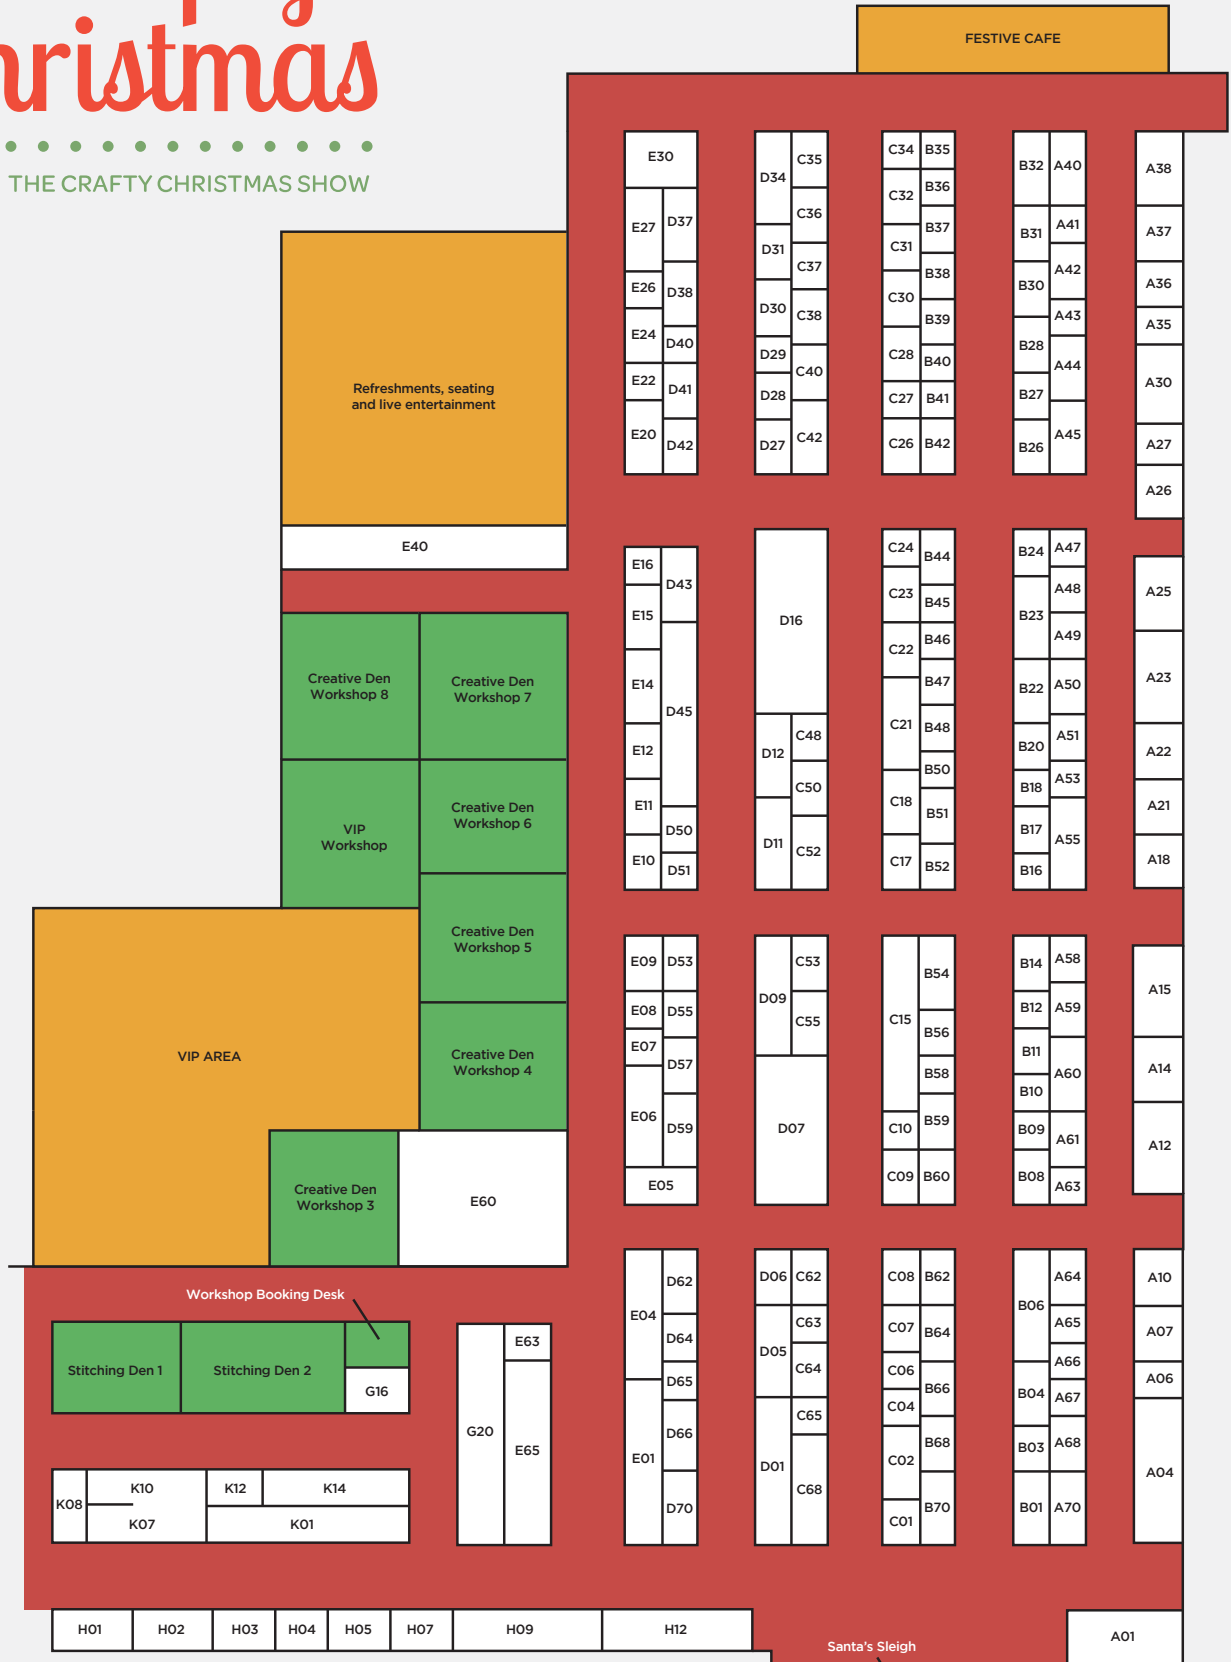 hristmas
THE CRAFTY CHRISTMAS SHOW
FESTIVE CAFE
Refreshments, seating
and live entertainment
E40
Creative Den
Workshop 8
Creative Den
Workshop 7
VIP
Workshop
Creative Den
Workshop 6
Creative Den
Workshop 5
VIP AREA
Creative Den
Workshop 4
Creative Den
Workshop 3
E60
Workshop Booking Desk
Stitching Den 1
Stitching Den 2
G16
K08
K10
K12
K14
K07
K01
G20
E63
E65
H01
H02
H03
H04
H05
H07
H09
H12
Santa's Sleigh
A01
E30
E27
E26
E24
E22
E20
D37
D38
D40
D41
D42
D34
D31
D30
D29
D28
D27
C35
C36
C37
C38
C40
C42
C34
C32
C31
C30
C28
C27
C26
B35
B36
B37
B38
B39
B40
B41
B42
B32
B31
B30
B28
B27
B26
A40
A41
A42
A43
A44
A45
A38
A37
A36
A35
A30
A27
A26
E16
E15
E14
E12
E11
E10
D43
D45
D50
D51
D16
D12
D11
C48
C50
C52
C24
C23
C22
C21
C18
C17
B44
B45
B46
B47
B48
B50
B51
B52
B24
B23
B22
B20
B18
B17
B16
A47
A48
A49
A50
A51
A53
A55
A25
A23
A22
A21
A18
E09
E08
E07
E06
E05
D53
D55
D57
D59
D09
D07
C53
C55
C15
C10
C09
B54
B56
B58
B59
B60
B14
B12
B11
B10
B09
B08
A58
A59
A60
A61
A63
A15
A14
A12
E04
E01
D62
D64
D65
D66
D70
D06
D05
D01
C62
C63
C64
C65
C68
C08
C07
C06
C04
C02
C01
B62
B64
B66
B68
B70
B06
B04
B03
B01
A64
A65
A66
A67
A68
A70
A10
A07
A06
A04